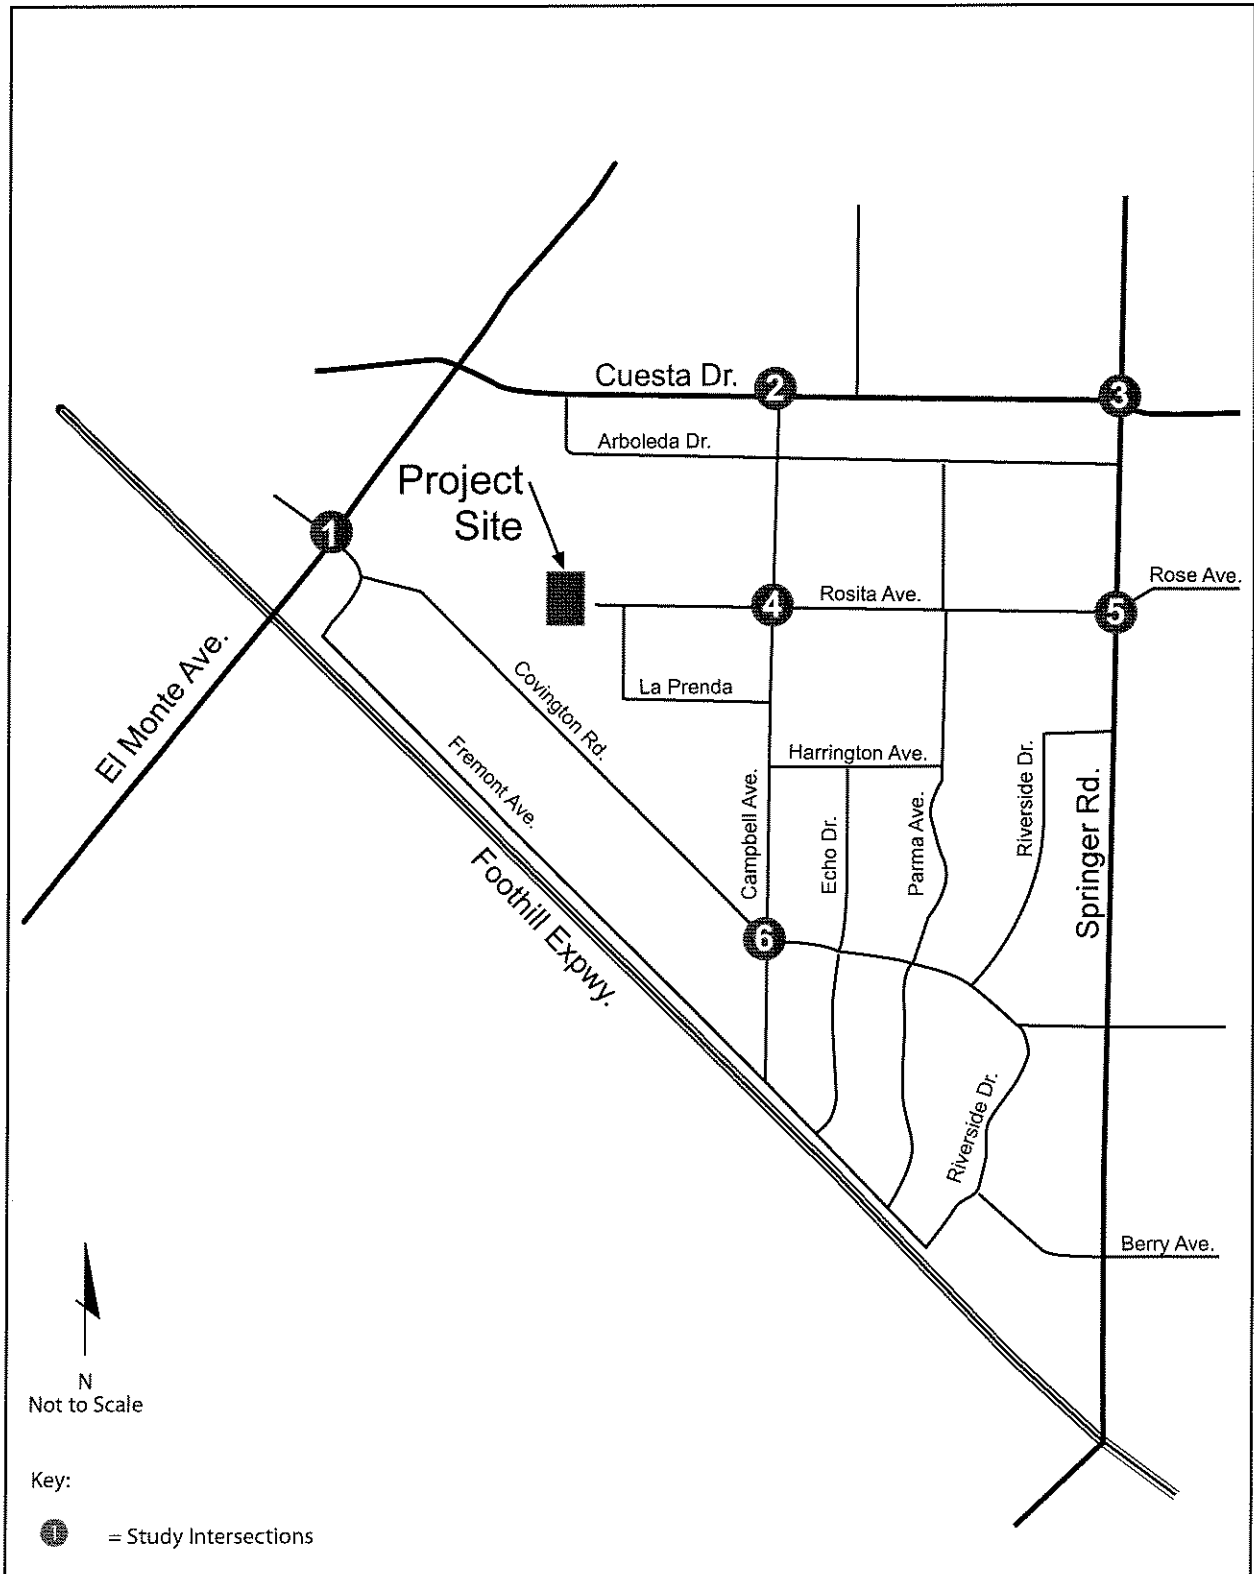 Cuesta Dr.
2
3
Arboleda Dr.
Project
Site
1
Rose Ave.
4
Rosita Ave.
5
El Monte Ave.
Covington Rd.
La Prenda
Fremont Ave.
Harrington Ave.
Campbell Ave.
Echo Dr.
Parma Ave.
Riverside Dr.
Springer Rd.
Foothill Expwy.
6
Riverside Dr.
Berry Ave.
N
Not to Scale
Key:
1 = Study Intersections